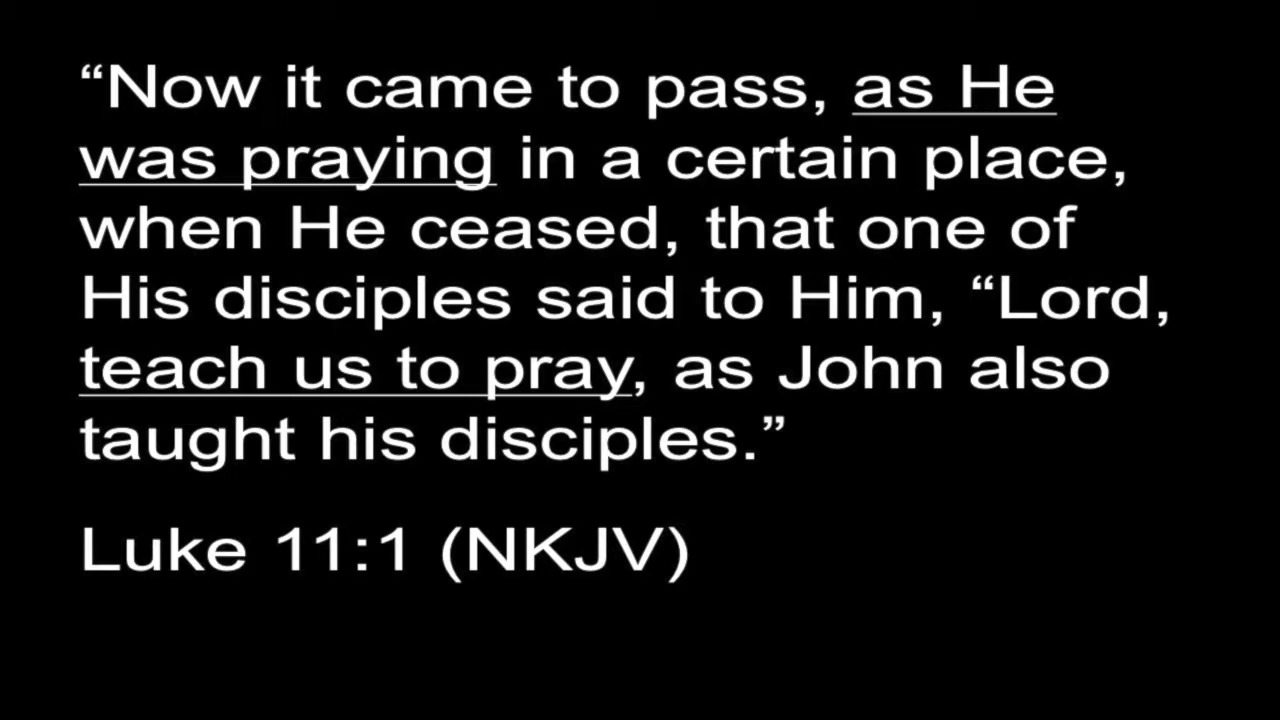 “Now it came to pass, as He
was praying in a certain place,
when He ceased, that one of
His disciples said to Him, “Lord,
teach us to pray, as John also
taught his disciples.”
Luke 11:1 (NKJV)